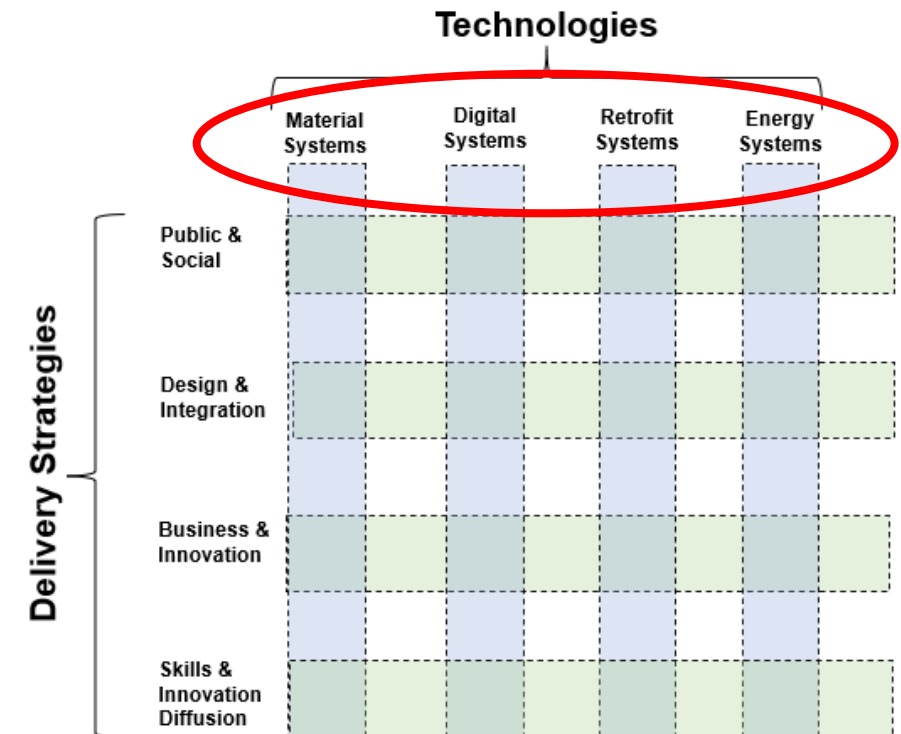 Technologies
Material
Systems
Digital
Systems
Retrofit
Systems
Energy
Systems
Delivery Strategies
Public &
Social
Design &
Integration
Business &
Innovation
Skills &
Innovation
Diffusion